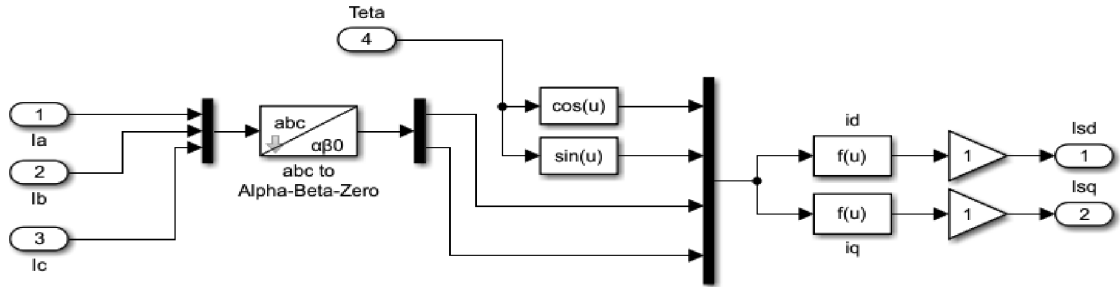 Teta
4
1
Ia
2
Ib
3
Ic
abc
αβ0
abc to
Alpha-Beta-Zero
cos(u)
sin(u)
id
f(u)
f(u)
iq
1
1
Isd
1
Isq
2